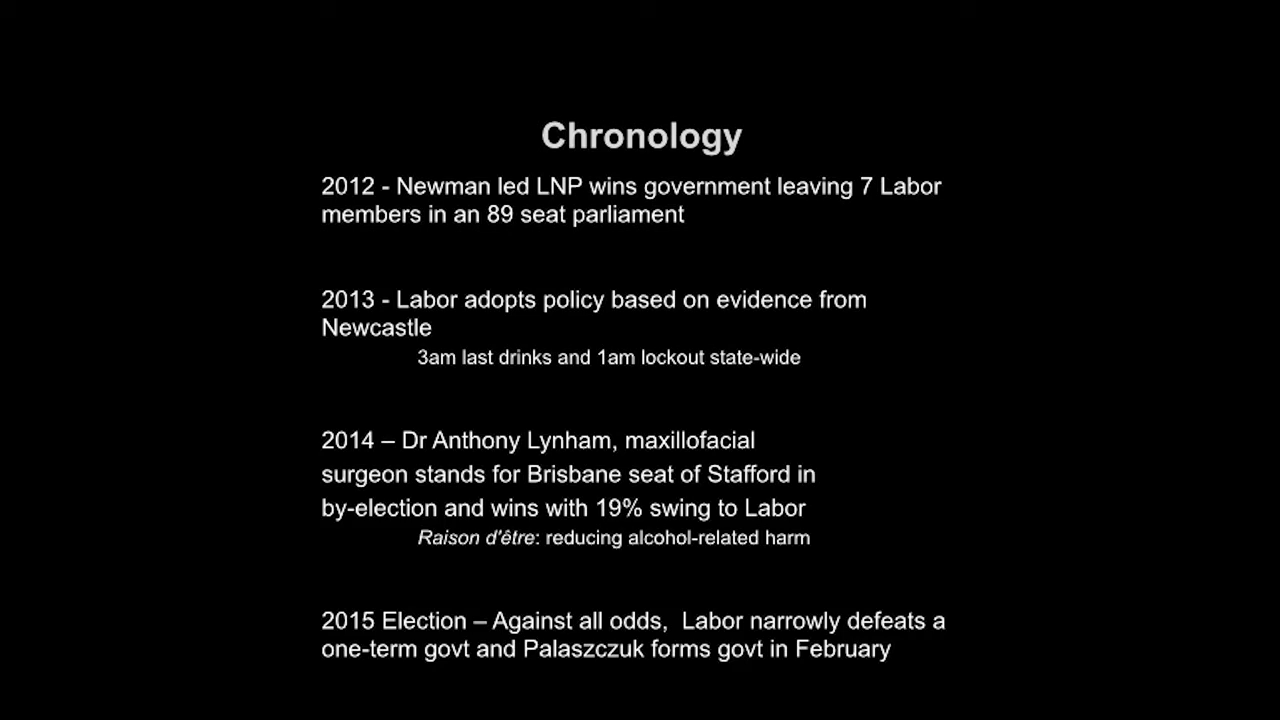 Chronology
2012 - Newman led LNP wins government leaving 7 Labor
members in an 89 seat parliament
2013 - Labor adopts policy based on evidence from
Newcastle
3am last drinks and 1am lockout state-wide
2014 – Dr Anthony Lynham, maxillofacial
surgeon stands for Brisbane seat of Stafford in
by-election and wins with 19% swing to Labor
Raison d'être: reducing alcohol-related harm
2015 Election – Against all odds,  Labor narrowly defeats a
one-term govt and Palaszczuk forms govt in February